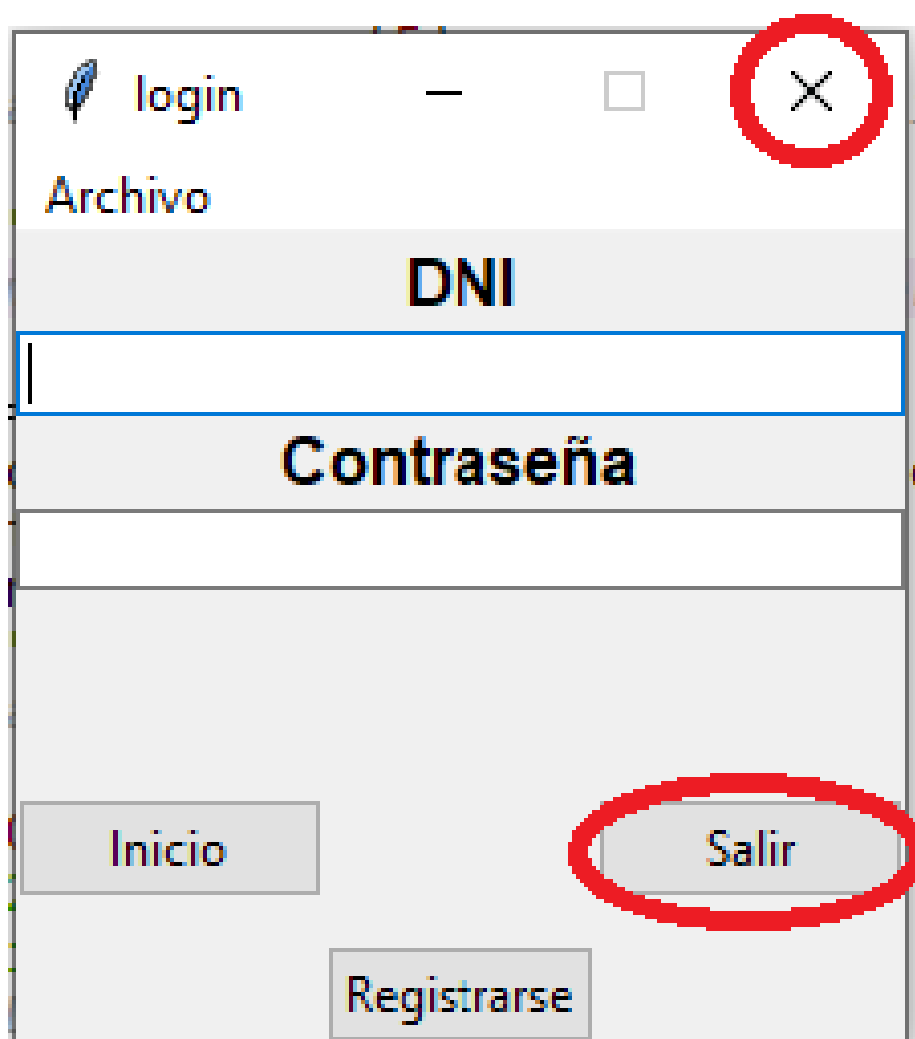 login
Archivo
DNI
Contraseña
Inicio Salir
Registrarse